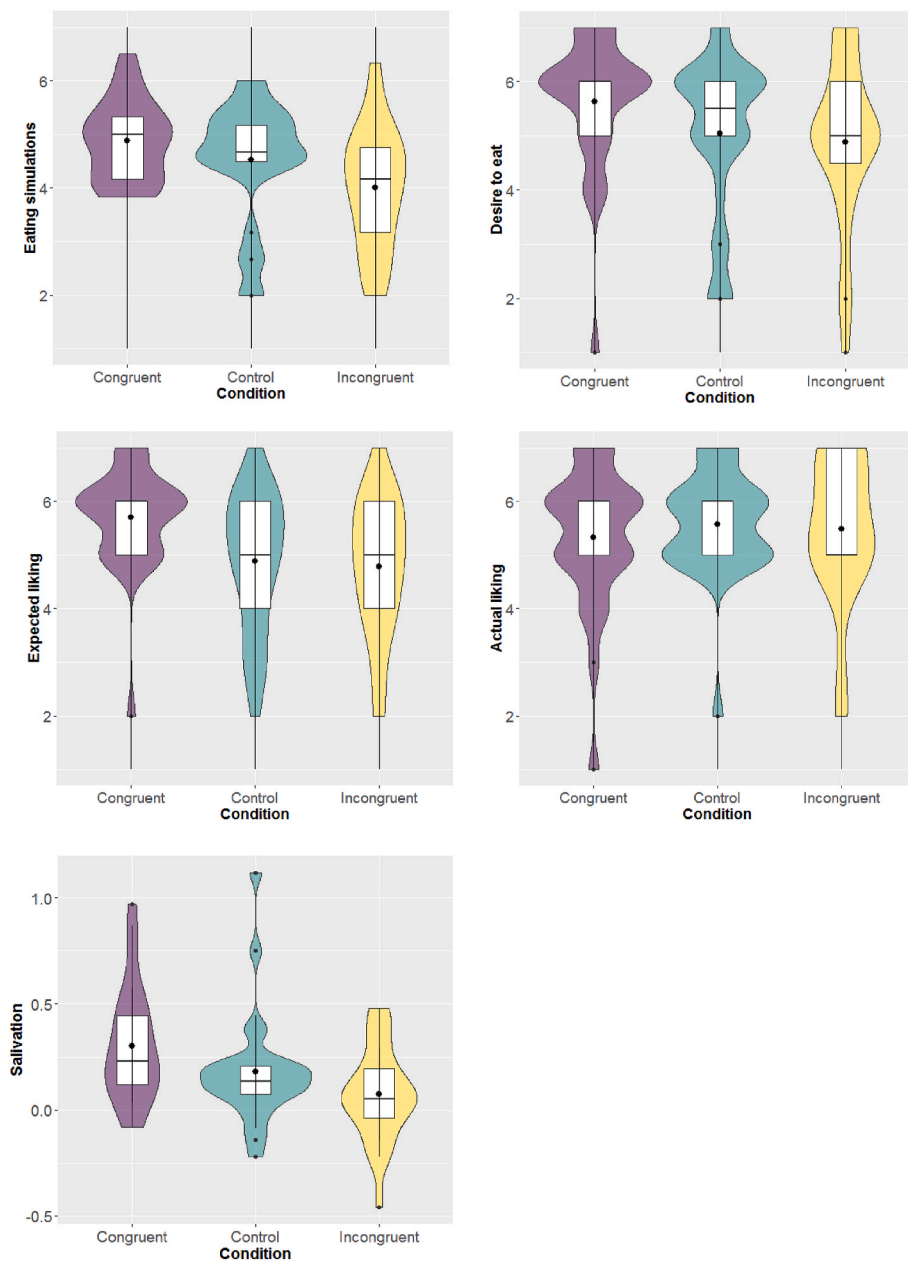 Eating simulations
6
4
2
Congruent Control Incongruent
Condition
Desire to eat
6
4
2
Congruent Control Incongruent
Condition
Expected liking
6
4
2
Congruent Control Incongruent
Condition
Actual liking
6
4
2
Congruent Control Incongruent
Condition
Salivation
1.0
0.5
0.0
-0.5
Congruent Control Incongruent
Condition